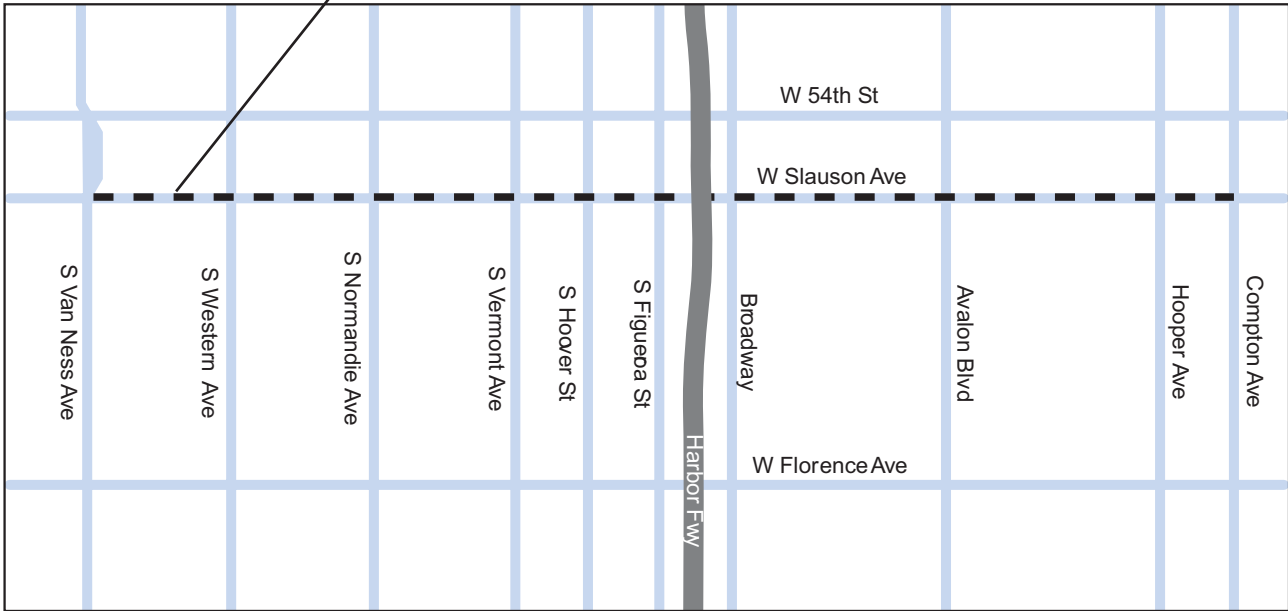 W 54th St
W Slauson Ave
S Van Ness Ave
S Western Ave
S Normandie Ave
S Vermont Ave
S Hoover St
S Figueroa St
Harbor Fwy
Broadway
Avalon Blvd
Hooper Ave
Compton Ave
W Florence Ave